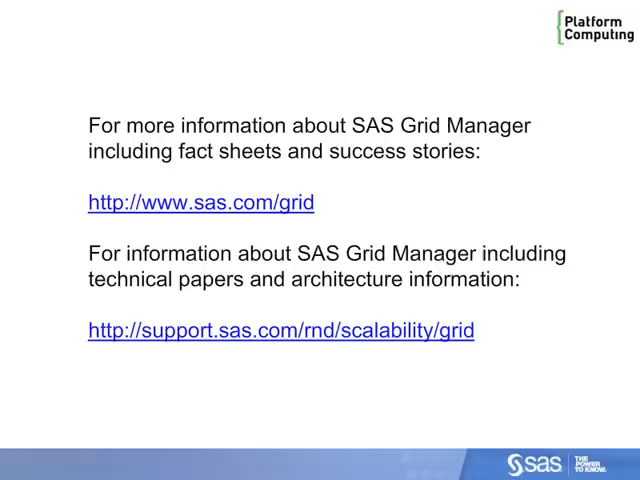 Platform
Computing
For more information about SAS Grid Manager
including fact sheets and success stories:
http://www.sas.com/grid
For information about SAS Grid Manager including
technical papers and architecture information:
http://support.sas.com/rnd/scalability/grid
sas
THE
POWER
TO KNOW.